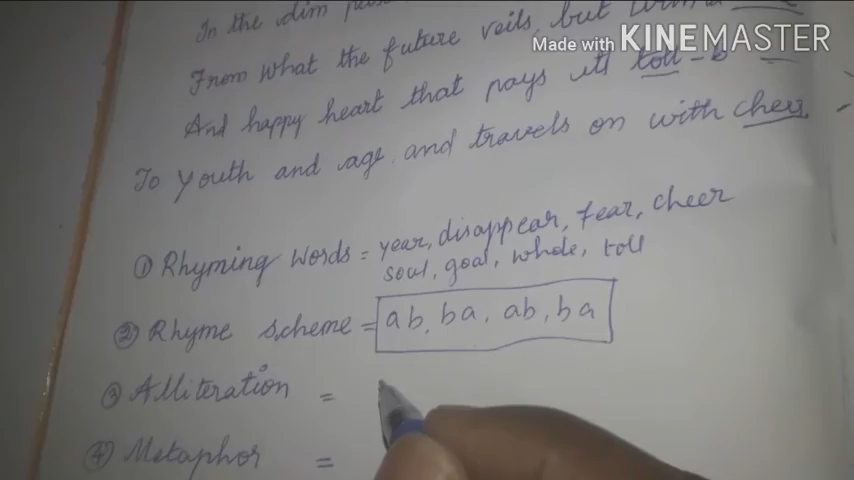 In the dim past
From what the future veils, but with a
Made with KINEMASTER
And happy heart that pays its toll - b
To Youth and age and travels on with cheer
① Rhyming Words = year, disappear, fear, cheer
soul, goal, whole, toll
② Rhyme scheme = ab, ba, ab, ba
③ Alliteration =
④ Metaphor =